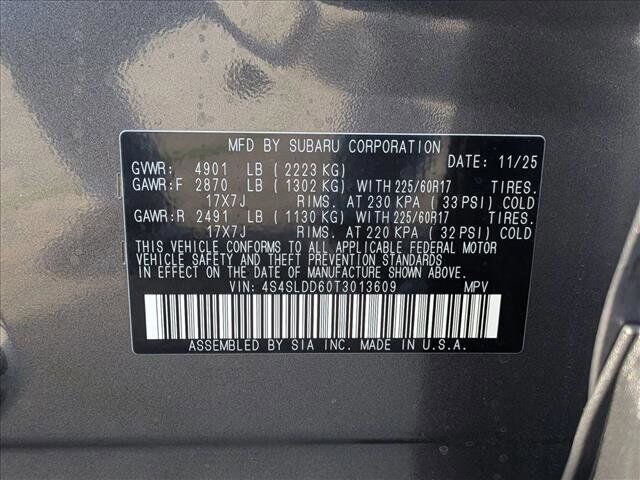 MFD BY SUBARU CORPORATION
GVWR: 4901 LB (2223 KG) DATE: 11/25
GAWR:F 2870 LB (1302 KG) WITH 225/60R17 TIRES.
17X7J RIMS. AT 230 KPA (33 PSI) COLD
GAWR:R 2491 LB (1130 KG) WITH 225/60R17 TIRES.
17X7J RIMS. AT 220 KPA (32 PSI) COLD
THIS VEHICLE CONFORMS TO ALL APPLICABLE FEDERAL MOTOR
VEHICLE SAFETY AND THEFT PREVENTION STANDARDS
IN EFFECT ON THE DATE OF MANUFACTURE SHOWN ABOVE.
VIN: 4S4SLDD60T3013609 MPV
ASSEMBLED BY SIA INC. MADE IN U.S.A.